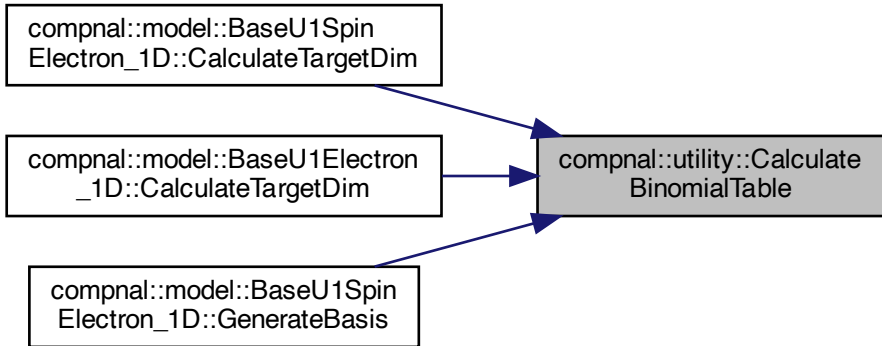 compnal::model::BaseU1Spin
Electron_1D::CalculateTargetDim
compnal::model::BaseU1Electron
_1D::CalculateTargetDim
compnal::utility::Calculate
BinomialTable
compnal::model::BaseU1Spin
Electron_1D::GenerateBasis